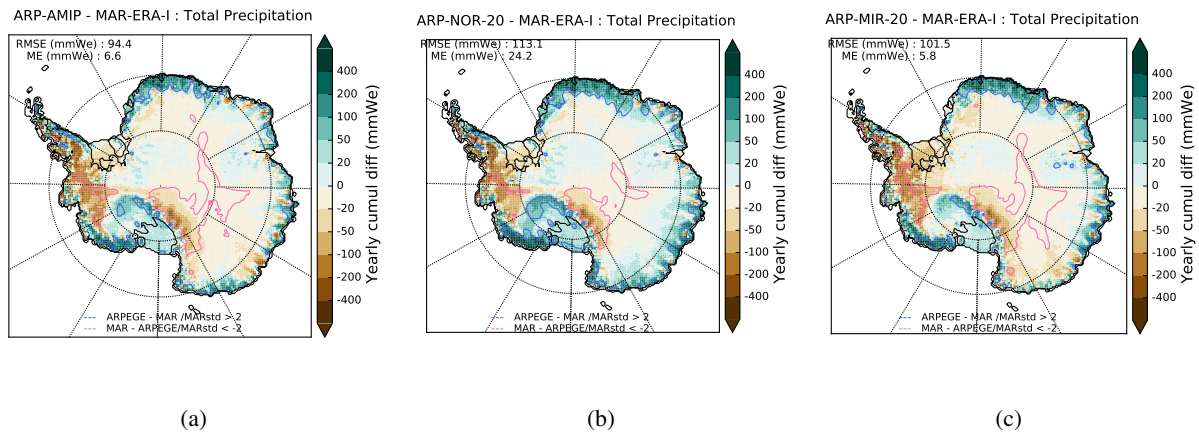 ARP-AMIP - MAR-ERA-I : Total Precipitation
RMSE (mmWe) : 94.4
ME (mmWe) : 6.6
400
200
100
50
20
0
-20
-50
-100
-200
-400
Yearly cumul diff (mmWe)
ARPEGE - MAR /MARstd > 2
MAR - ARPEGE/MARstd < -2
(a)
ARP-NOR-20 - MAR-ERA-I : Total Precipitation
RMSE (mmWe) : 113.1
ME (mmWe) : 24.2
400
200
100
50
20
0
-20
-50
-100
-200
-400
Yearly cumul diff (mmWe)
ARPEGE - MAR /MARstd > 2
MAR - ARPEGE/MARstd < -2
(b)
ARP-MIR-20 - MAR-ERA-I : Total Precipitation
RMSE (mmWe) : 101.5
ME (mmWe) : 5.8
400
200
100
50
20
0
-20
-50
-100
-200
-400
Yearly cumul diff (mmWe)
ARPEGE - MAR /MARstd > 2
MAR - ARPEGE/MARstd < -2
(c)